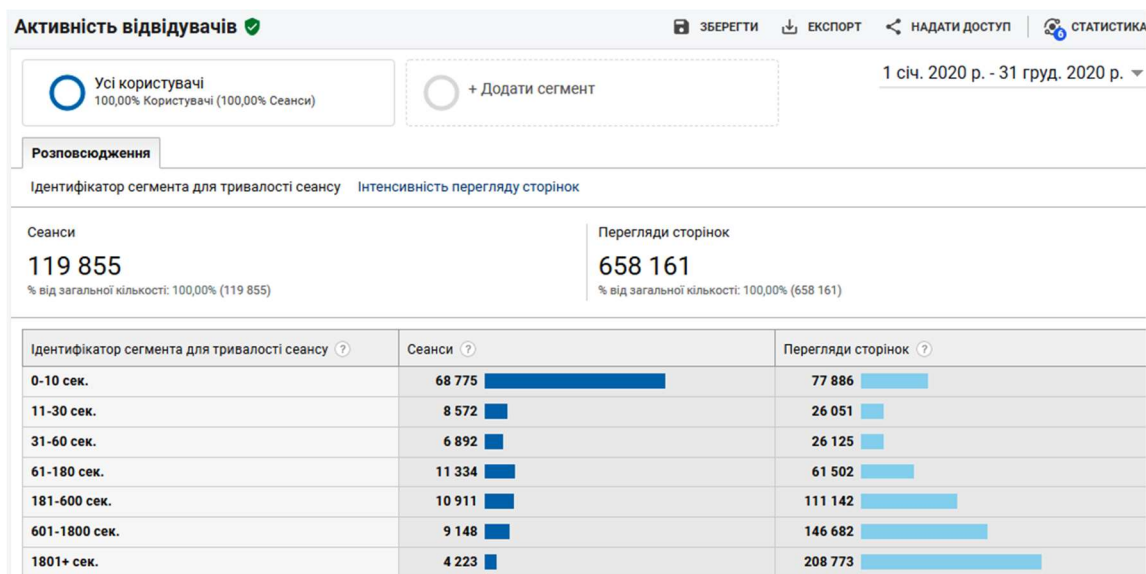 Активність відвідувачів
ЗБЕРЕГТИ ЕКСПОРТ НАДАТИ ДОСТУП 6 СТАТИСТИКА
Усі користувачі
100,00% Користувачі (100,00% Сеанси)
+ Додати сегмент
1 січ. 2020 р. - 31 груд. 2020 р.
Розповсюдження
Ідентифікатор сегмента для тривалості сеансу Інтенсивність перегляду сторінок
Сеанси
119 855
% від загальної кількості: 100,00% (119 855)
Перегляди сторінок
658 161
% від загальної кількості: 100,00% (658 161)
Ідентифікатор сегмента для тривалості сеансу ? Сеанси ? Перегляди сторінок ?
0-10 сек. 68 775 77 886
11-30 сек. 8 572 26 051
31-60 сек. 6 892 26 125
61-180 сек. 11 334 61 502
181-600 сек. 10 911 111 142
601-1800 сек. 9 148 146 682
1801+ сек. 4 223 208 773